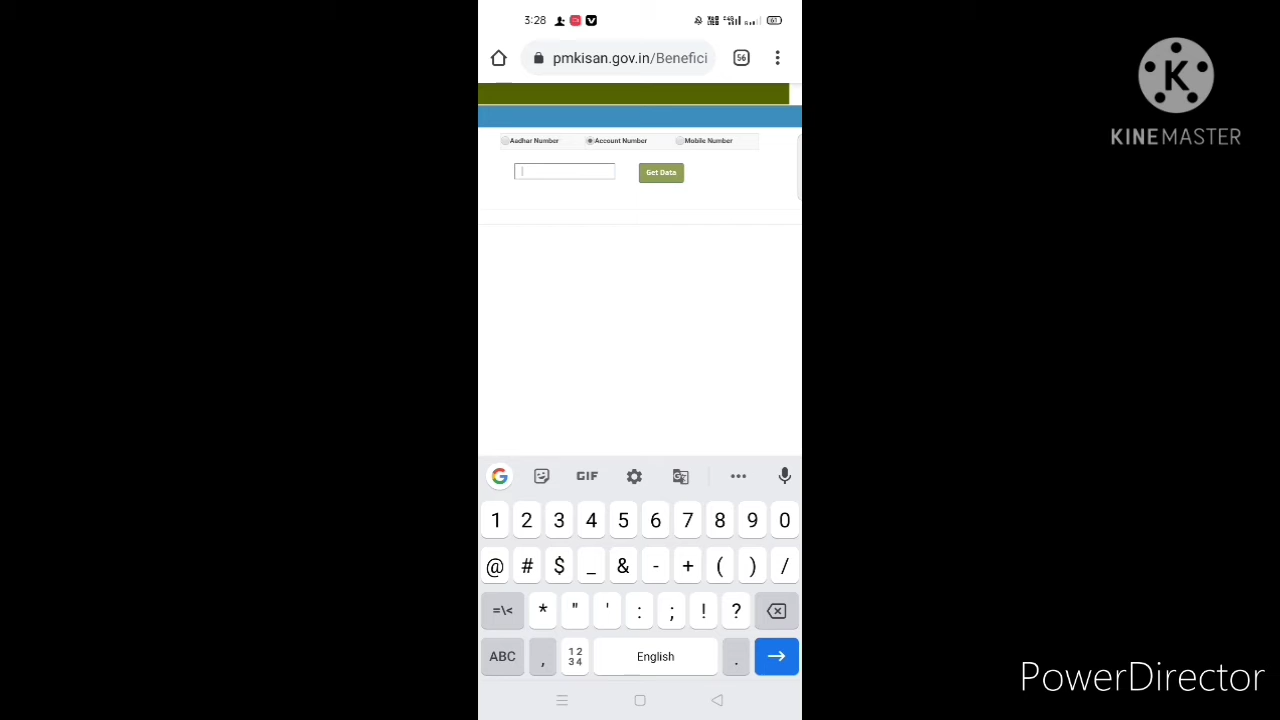 3:28
61
pmkisan.gov.in/Benefici
56
K
KINEMASTER
Aadhar Number Account Number Mobile Number
Get Data
G GIF
1 2 3 4 5 6 7 8 9 0
@ # $ _ & - + ( ) /
=\< * " ' : ; ! ?
ABC , 12 34 English .
PowerDirector